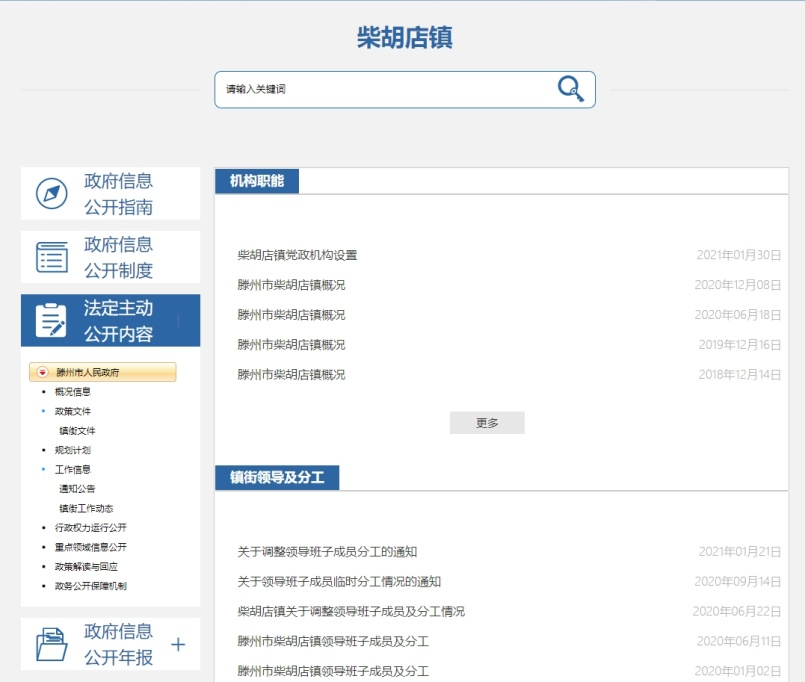 柴胡店镇
请输入关键词
政府信息
公开指南
政府信息
公开制度
法定主动
公开内容
滕州市人民政府
概况信息
政策文件
镇街文件
规划计划
工作信息
通知公告
镇街工作动态
行政权力运行公开
重点领域信息公开
政策解读与回应
政务公开保障机制
政府信息
公开年报
机构职能
柴胡店镇党政机构设置 2021年01月30日
滕州市柴胡店镇概况 2020年12月08日
滕州市柴胡店镇概况 2020年06月18日
滕州市柴胡店镇概况 2019年12月16日
滕州市柴胡店镇概况 2018年12月14日
更多
镇街领导及分工
关于调整领导班子成员分工的通知 2021年01月21日
关于领导班子成员临时分工情况的通知 2020年09月14日
柴胡店镇关于调整领导班子成员及分工情况 2020年06月22日
滕州市柴胡店镇领导班子成员及分工 2020年06月11日
滕州市柴胡店镇领导班子成员及分工 2020年01月02日